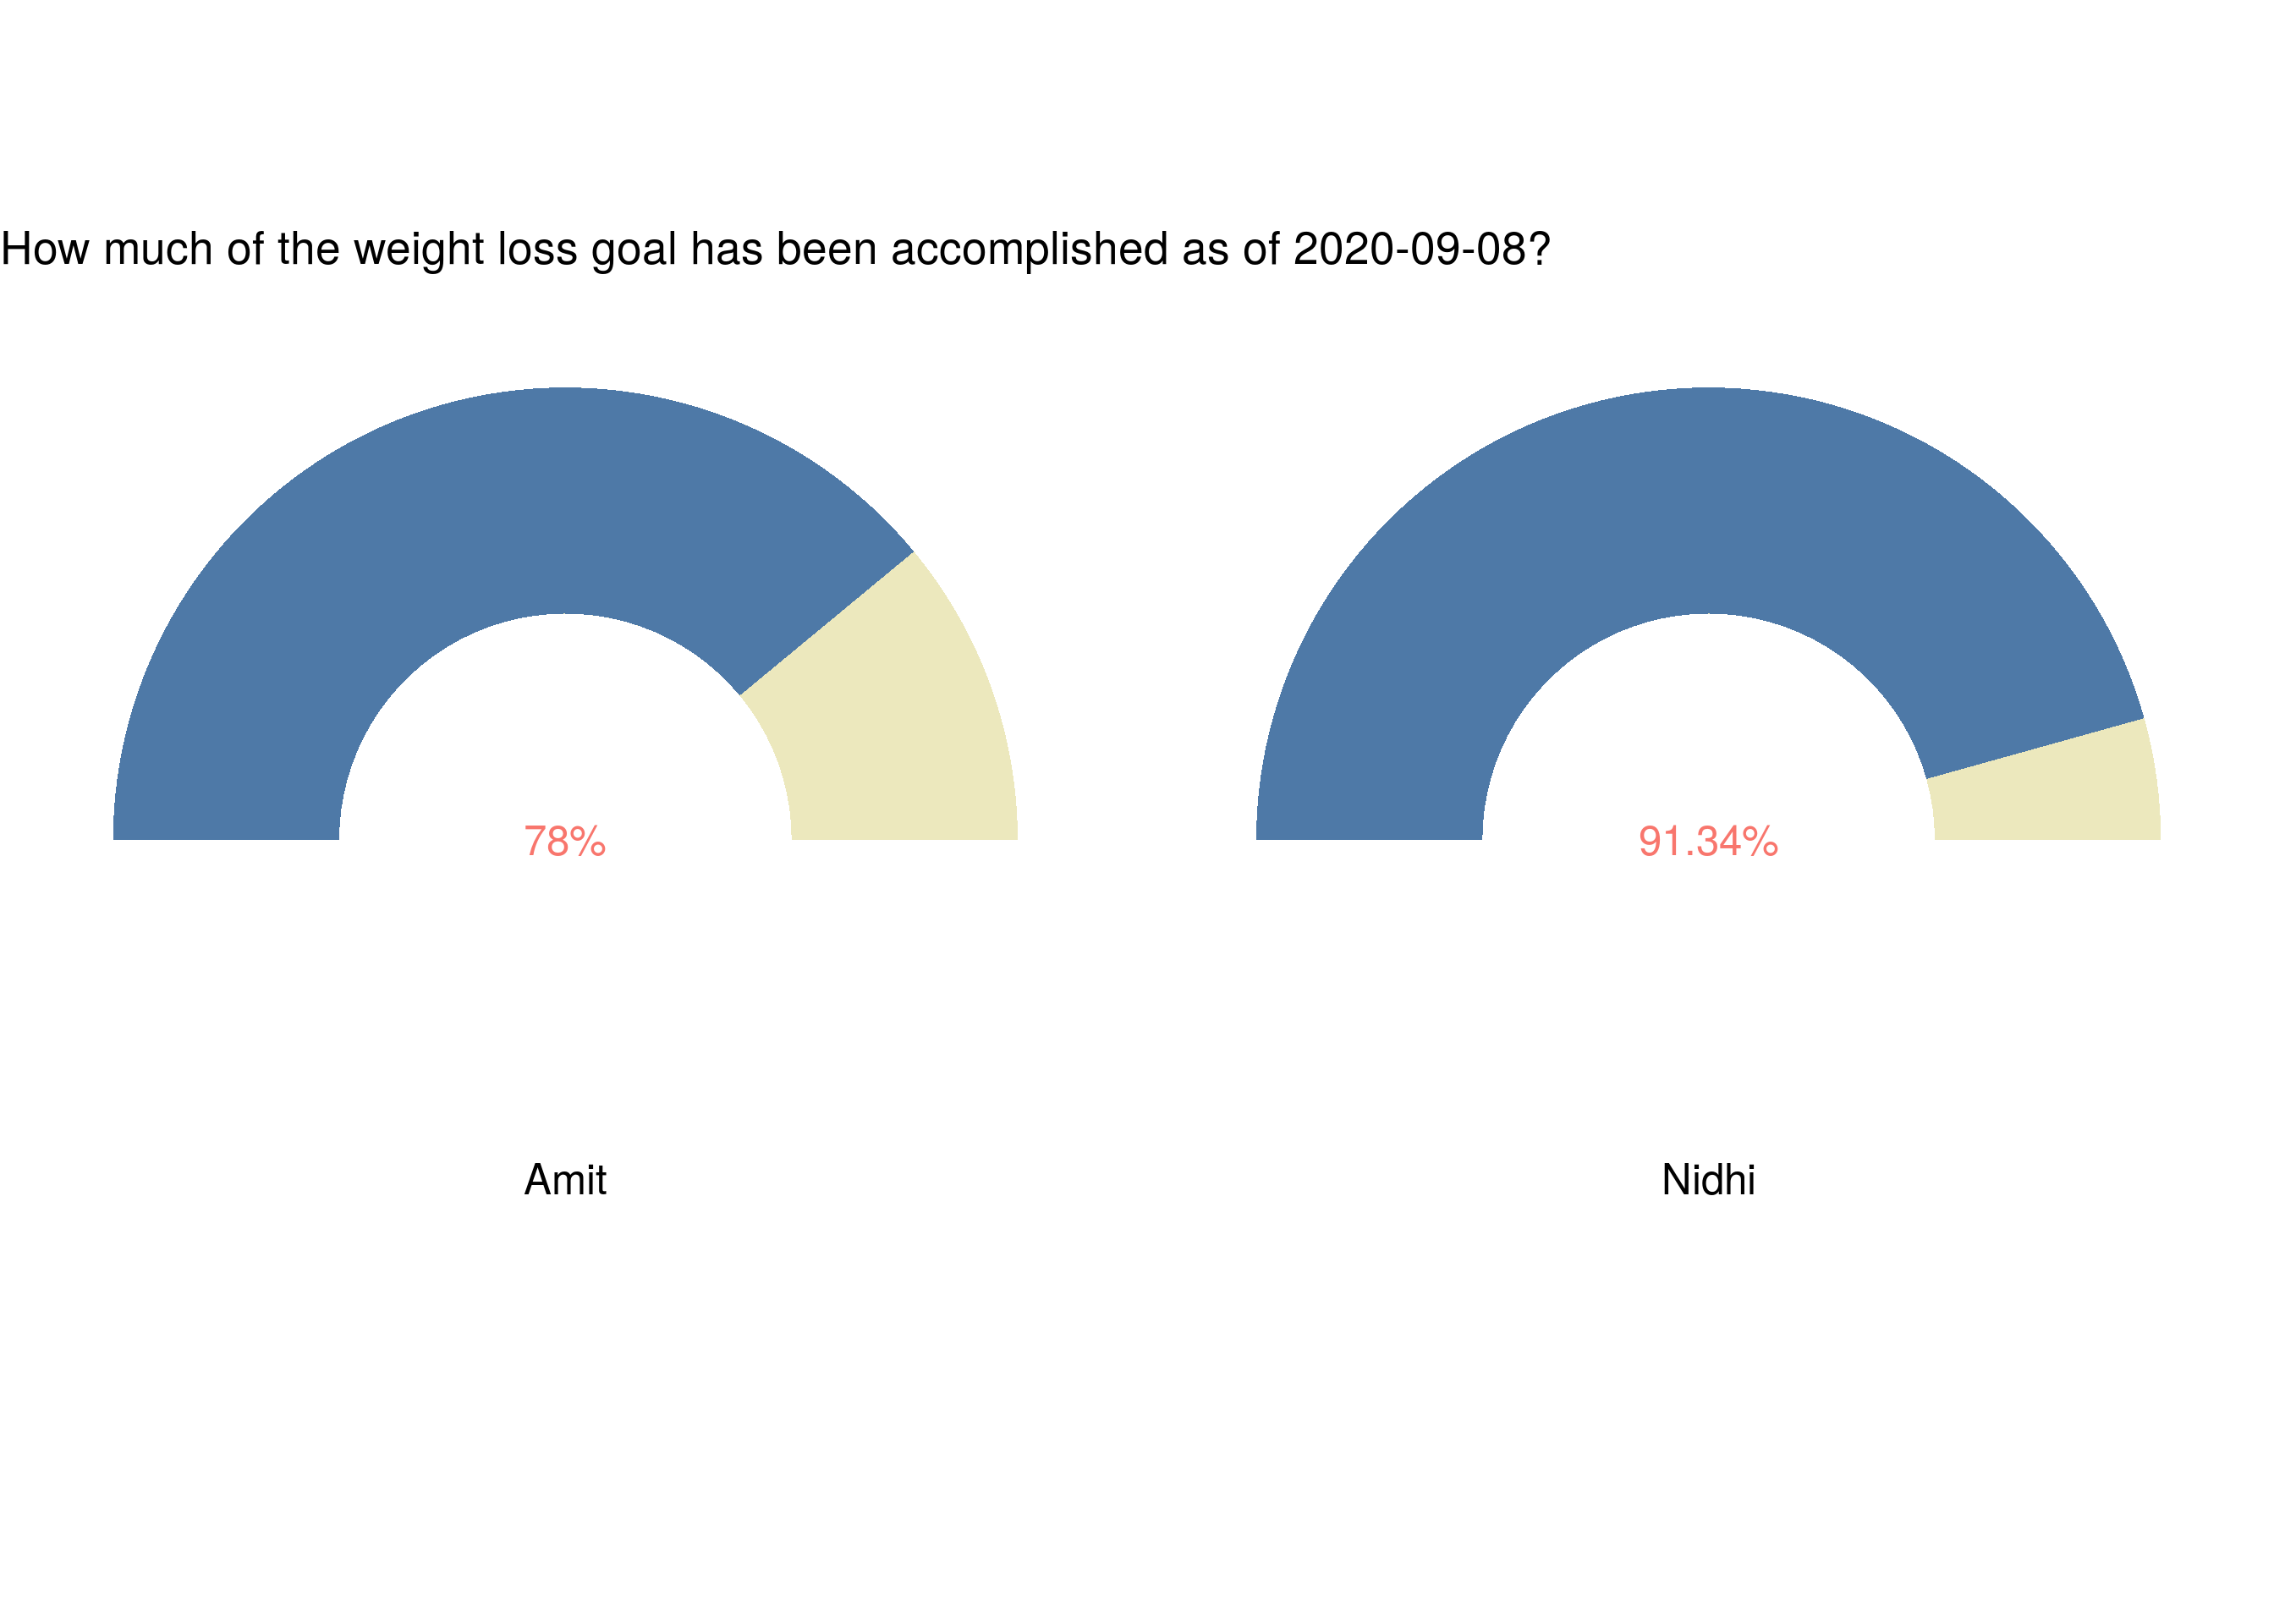 How much of the weight loss goal has been accomplished as of 2020-09-08?
78%
91.34%
Amit
Nidhi